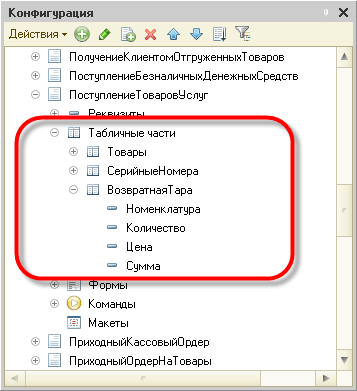 Конфигурация
Действия
ПолучениеКлиентомОтгруженныхТоваров
ПоступлениеБезналичныхДенежныхСредств
ПоступлениеТоваровУслуг
Реквизиты
Табличные части
Товары
СерийныеНомера
ВозвратнаяТара
Номенклатура
Количество
Цена
Сумма
Формы
Команды
Макеты
ПриходныйКассовыйОрдер
ПриходныйОрдерНаТовары